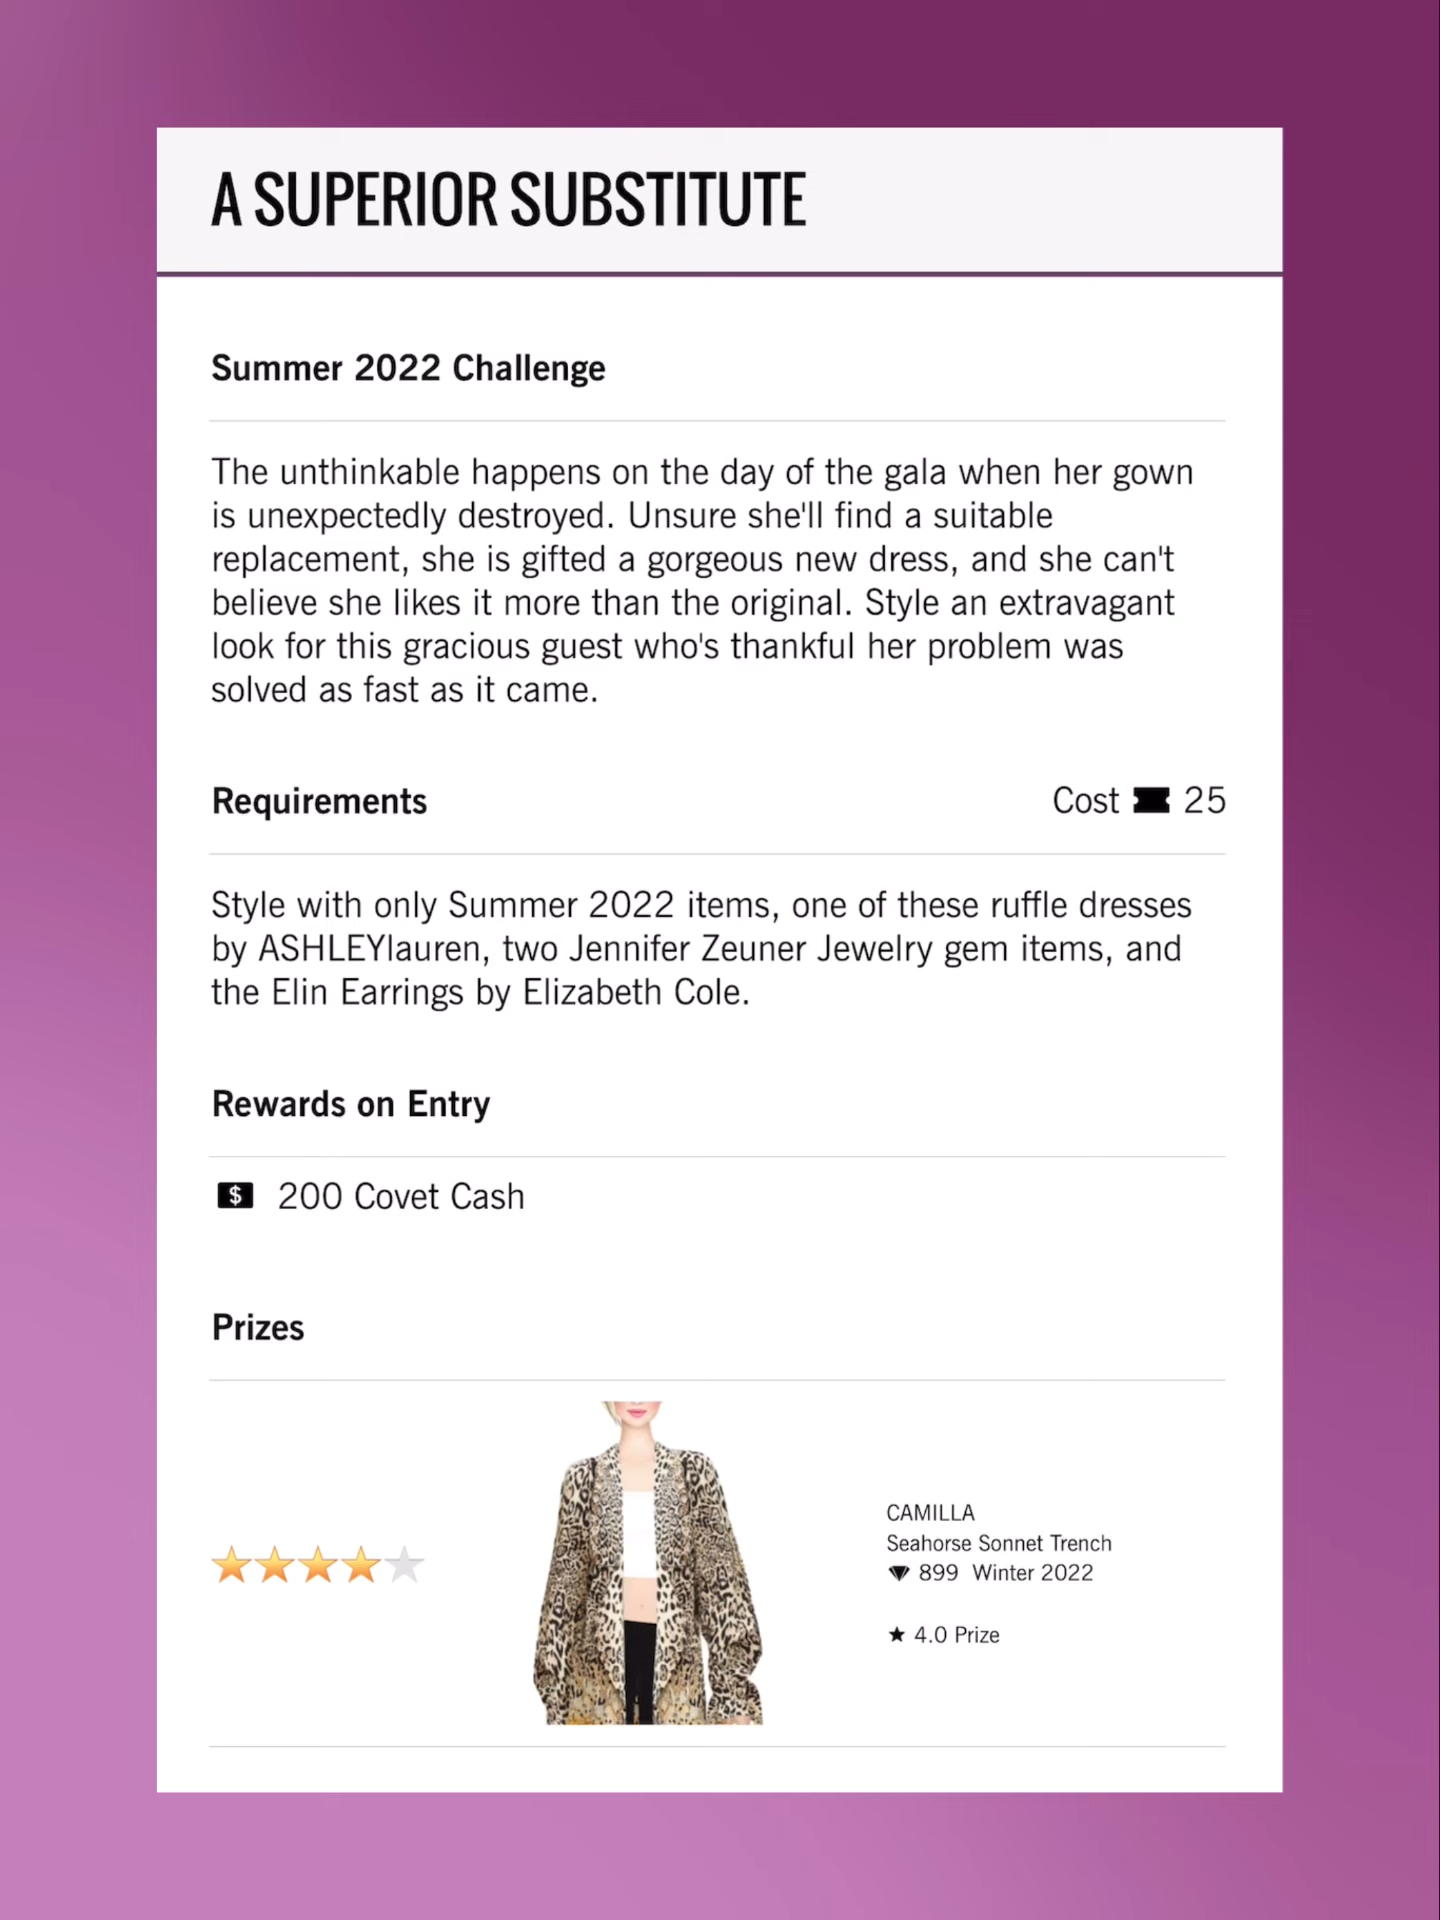 A SUPERIOR SUBSTITUTE
Summer 2022 Challenge
The unthinkable happens on the day of the gala when her gown
is unexpectedly destroyed. Unsure she'll find a suitable
replacement, she is gifted a gorgeous new dress, and she can't
believe she likes it more than the original. Style an extravagant
look for this gracious guest who's thankful her problem was
solved as fast as it came.
Requirements
Cost 25
Style with only Summer 2022 items, one of these ruffle dresses
by ASHLEYlauren, two Jennifer Zeuner Jewelry gem items, and
the Elin Earrings by Elizabeth Cole.
Rewards on Entry
$ 200 Covet Cash
Prizes
CAMILLA
Seahorse Sonnet Trench
899 Winter 2022
★ 4.0 Prize